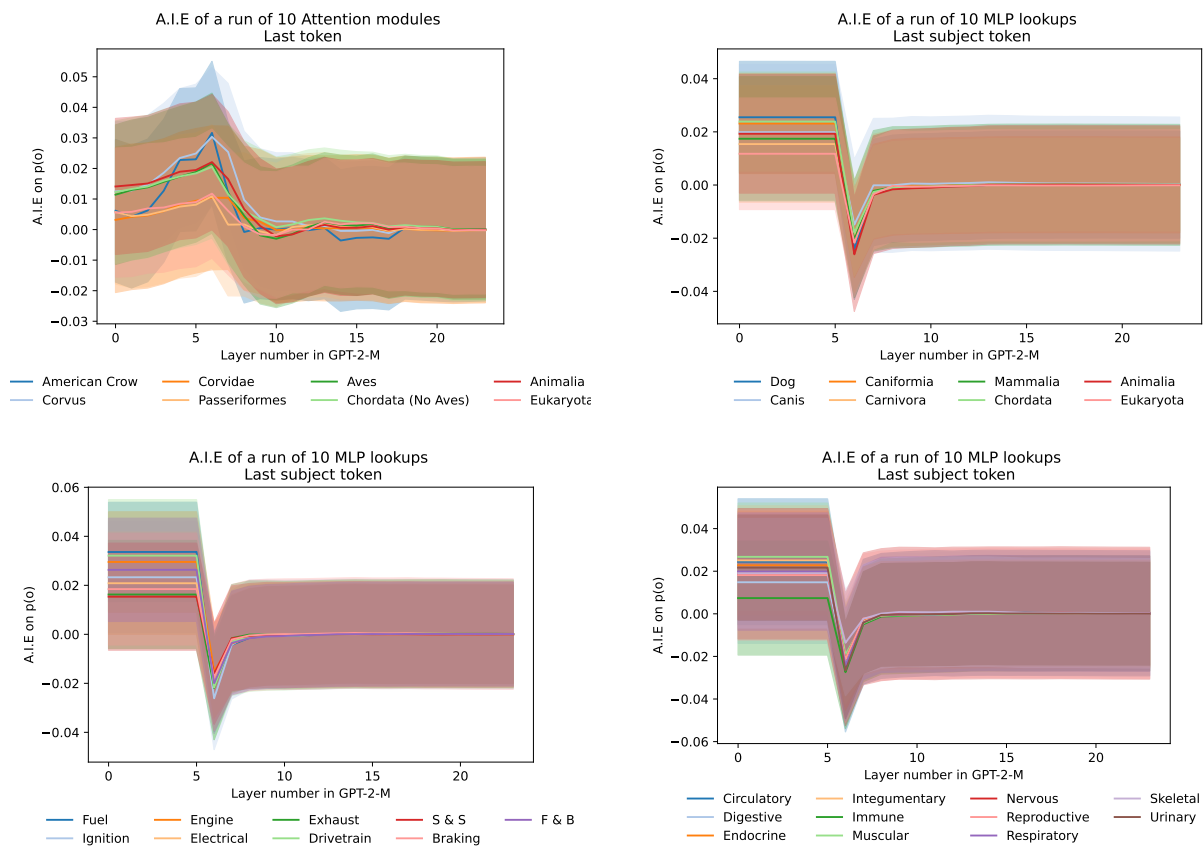 A.I.E of a run of 10 Attention modules
Last token
A.I.E on p(o)
0.05
0.04
0.03
0.02
0.01
0.00
−0.01
−0.02
−0.03
0 5 10 15 20
Layer number in GPT-2-M
American Crow Corvidae Aves Animalia
Corvus Passeriformes Chordata (No Aves) Eukaryota
A.I.E of a run of 10 MLP lookups
Last subject token
A.I.E on p(o)
0.04
0.02
0.00
−0.02
−0.04
0 5 10 15 20
Layer number in GPT-2-M
Dog Caniformia Mammalia Animalia
Canis Carnivora Chordata Eukaryota
A.I.E of a run of 10 MLP lookups
Last subject token
A.I.E on p(o)
0.06
0.04
0.02
0.00
−0.02
−0.04
0 5 10 15 20
Layer number in GPT-2-M
Fuel Engine Exhaust S & S F & B
Ignition Electrical Drivetrain Braking
A.I.E of a run of 10 MLP lookups
Last subject token
A.I.E on p(o)
0.04
0.02
0.00
−0.02
−0.04
−0.06
0 5 10 15 20
Layer number in GPT-2-M
Circulatory Integumentary Nervous Skeletal
Digestive Immune Reproductive Urinary
Endocrine Muscular Respiratory